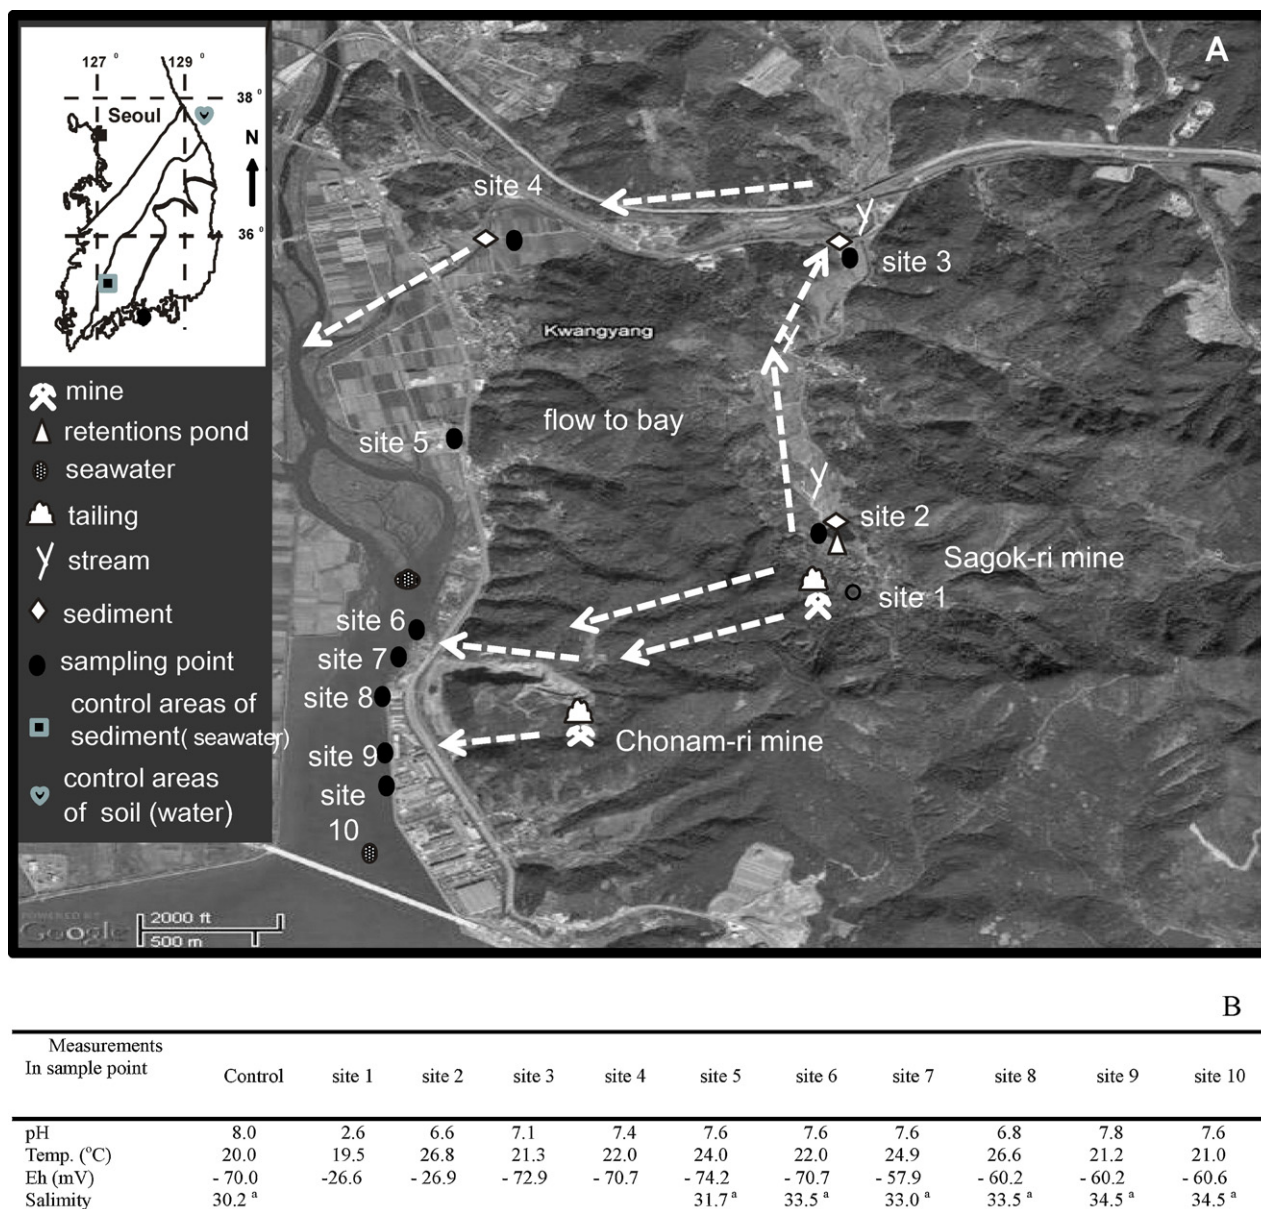 A
127 °
129 °
38 °
Seoul
N
36 °
mine
retentions pond
seawater
tailing
stream
sediment
sampling point
control areas of
sediment( seawater)
control areas
of soil (water)
site 4
site 3
Kwangyang
flow to bay
site 5
site 2
Sagok-ri mine
site 1
site 6
site 7
site 8
Chonam-ri mine
site 9
site
10
POWERED BY
Google
2000 ft
500 m
B
Measurements
In sample point Control site 1 site 2 site 3 site 4 site 5 site 6 site 7 site 8 site 9 site 10
pH 8.0 2.6 6.6 7.1 7.4 7.6 7.6 7.6 6.8 7.8 7.6
Temp. (°C) 20.0 19.5 26.8 21.3 22.0 24.0 22.0 24.9 26.6 21.2 21.0
Eh (mV) - 70.0 -26.6 - 26.9 - 72.9 - 70.7 - 74.2 - 70.7 - 57.9 - 60.2 - 60.2 - 60.6
Salinity 30.2 ª 31.7 ª 33.5 ª 33.0 ª 33.5 ª 34.5 ª 34.5 ª